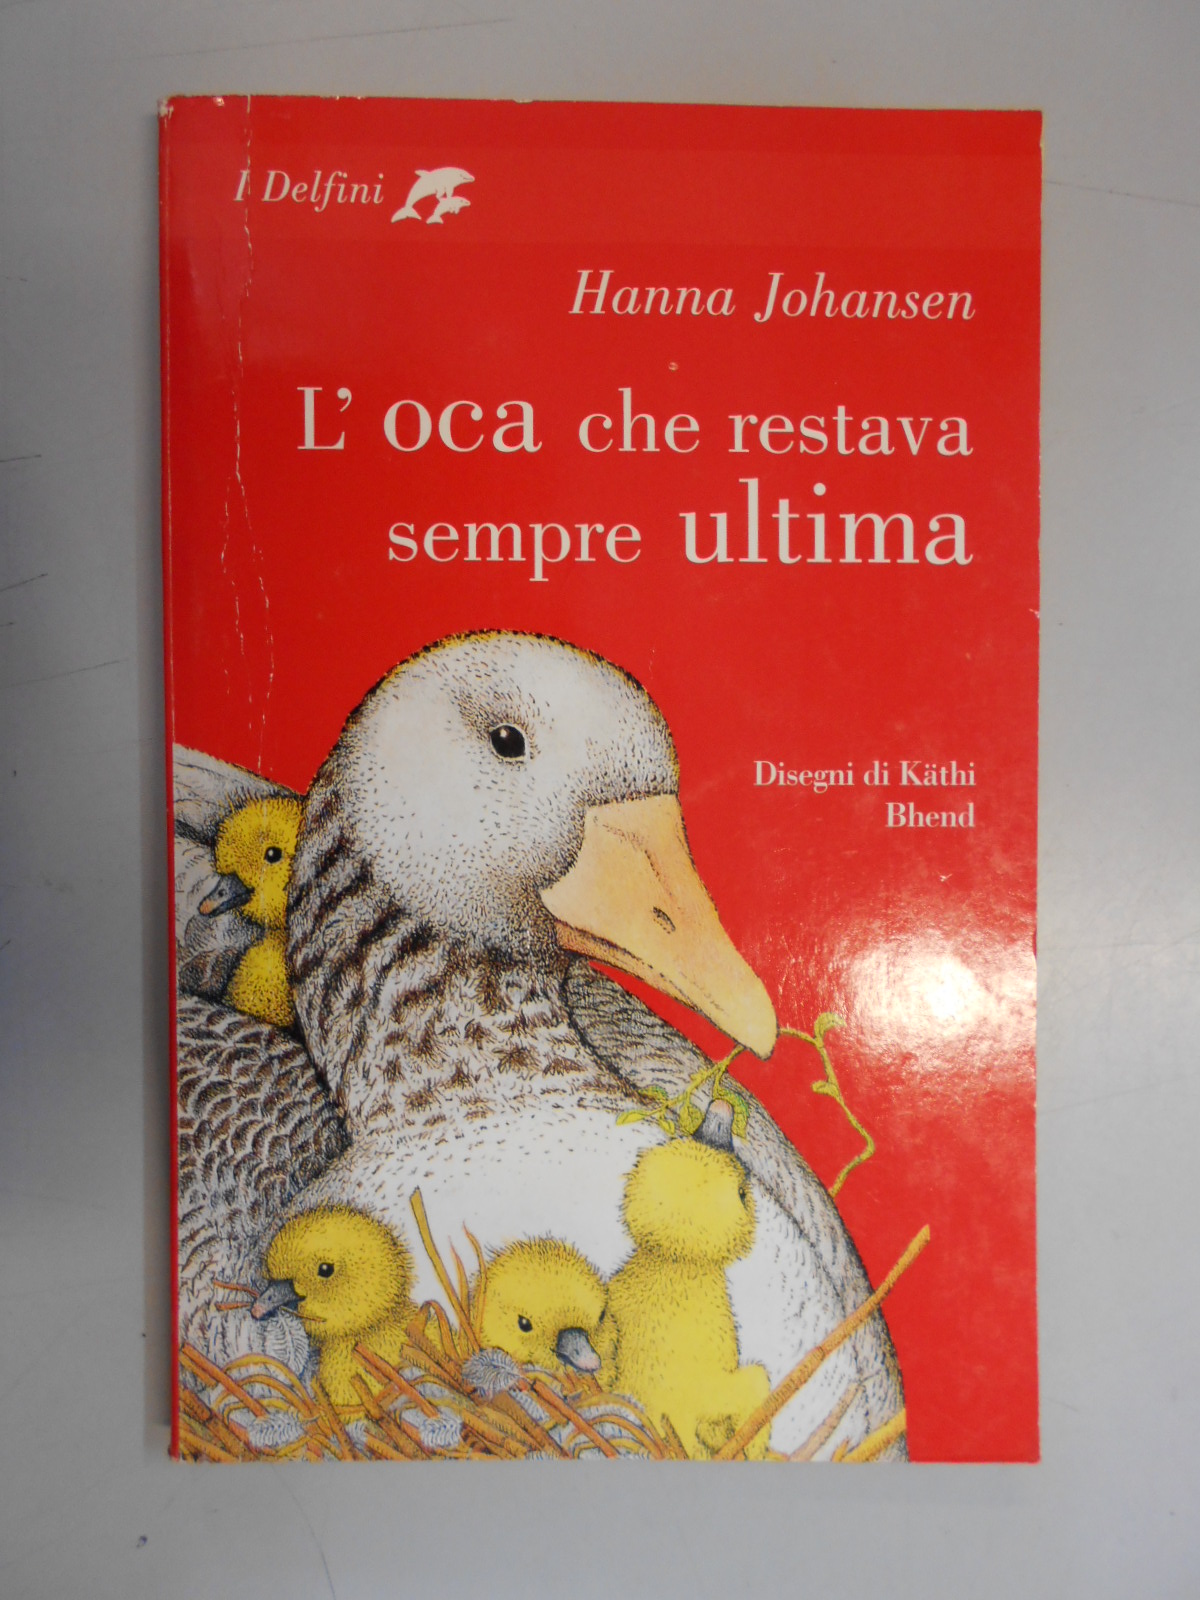 I Delfini
Hanna Johansen
L' oca che restava
sempre ultima
Disegni di Käthi
Bhend